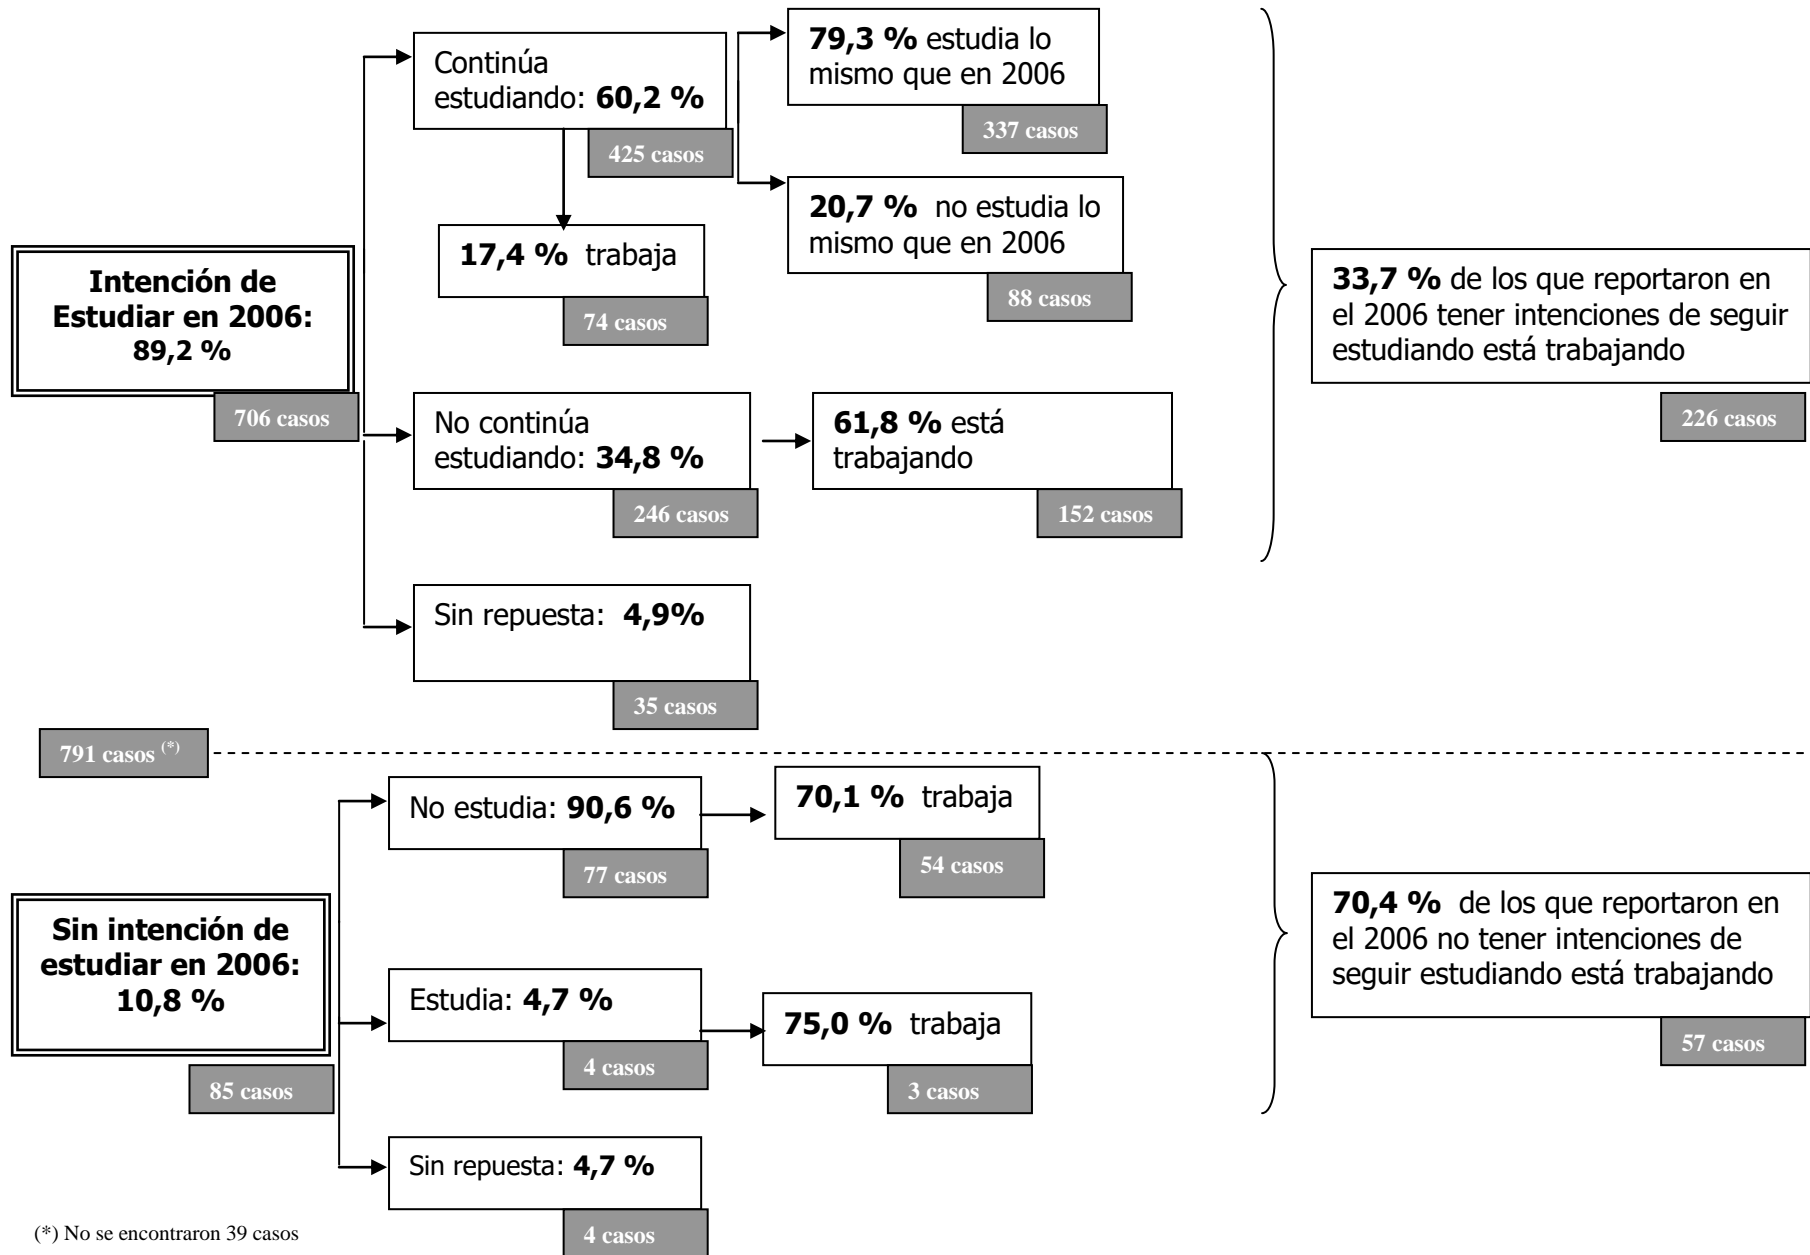 Intención de
Estudiar en 2006:
89,2 %
706 casos
Continúa
estudiando: 60,2 %
425 casos
79,3 % estudia lo
mismo que en 2006
337 casos
20,7 % no estudia lo
mismo que en 2006
88 casos
17,4 % trabaja
74 casos
No continúa
estudiando: 34,8 %
246 casos
61,8 % está
trabajando
152 casos
Sin repuesta: 4,9%
35 casos
33,7 % de los que reportaron en
el 2006 tener intenciones de seguir
estudiando está trabajando
226 casos
791 casos (*)
Sin intención de
estudiar en 2006:
10,8 %
85 casos
No estudia: 90,6 %
77 casos
70,1 % trabaja
54 casos
Estudia: 4,7 %
4 casos
75,0 % trabaja
3 casos
Sin repuesta: 4,7 %
4 casos
70,4 % de los que reportaron en
el 2006 no tener intenciones de
seguir estudiando está trabajando
57 casos
(*) No se encontraron 39 casos